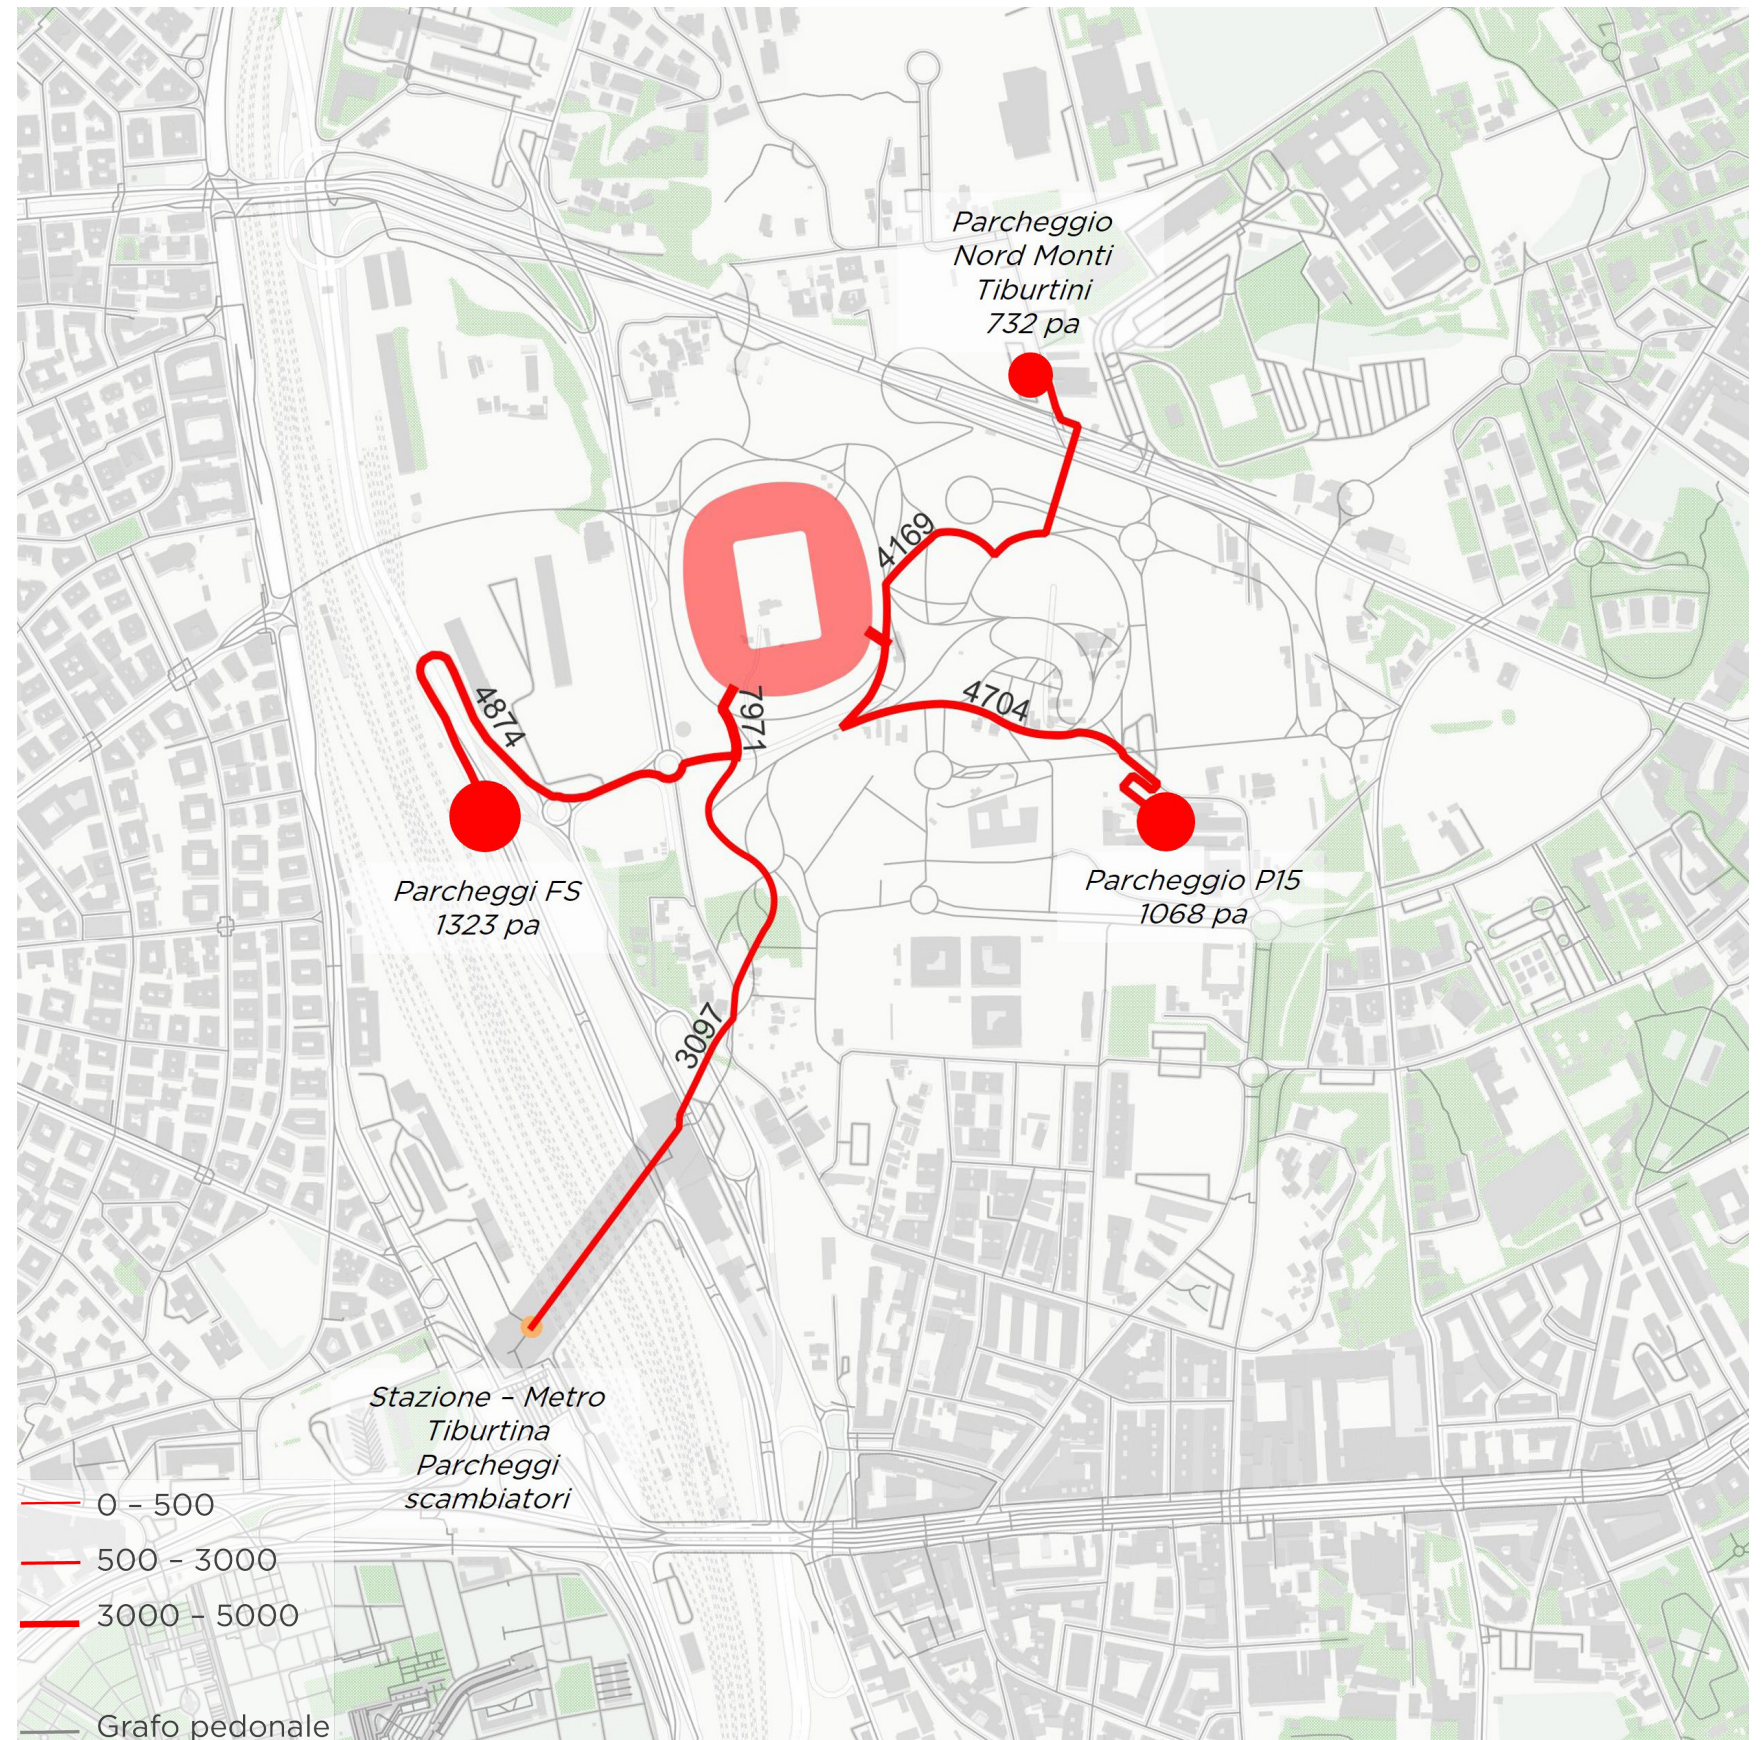 Parcheggio
Nord Monti
Tiburtini
732 pa
4169
4704
4874
7971
Parcheggi FS
1323 pa
Parcheggio P15
1068 pa
3097
Stazione – Metro
Tiburtina
Parcheggi
scambiatori
0 – 500
500 – 3000
3000 – 5000
Grafo pedonale